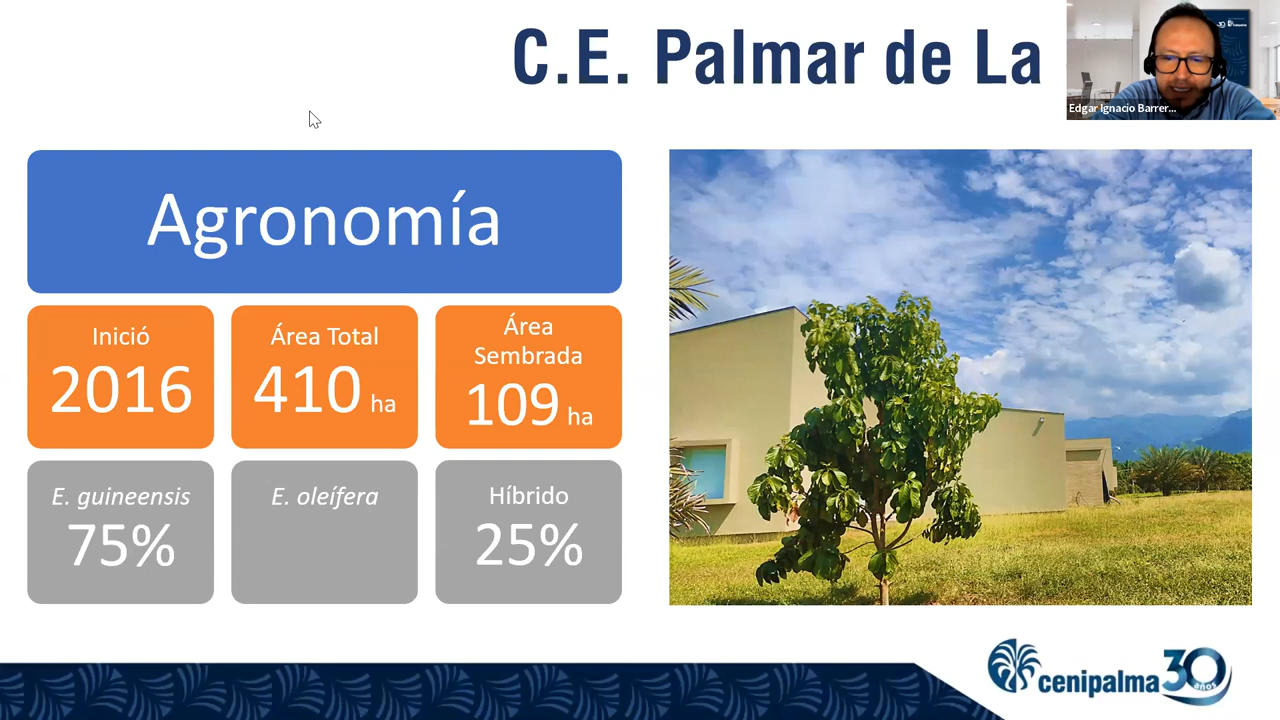 C.E. Palmar de La
Edgar Ignacio Barrer...
Agronomía
Inició
2016
Área Total
410 ha
Área
Sembrada
109 ha
E. guineensis
75%
E. oleífera
Híbrido
25%
cenipalma 30
años